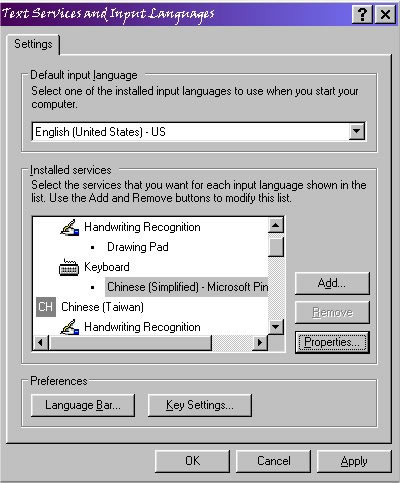 Text Services and Input Languages
Settings
Default input language
Select one of the installed input languages to use when you start your
computer.
English (United States) - US
Installed services
Select the services that you want for each input language shown in the
list. Use the Add and Remove buttons to modify this list.
Handwriting Recognition
• Drawing Pad
Keyboard
• Chinese (Simplified) - Microsoft Pin
CH Chinese (Taiwan)
Handwriting Recognition
Add...
Remove
Properties...
Preferences
Language Bar...
Key Settings...
OK
Cancel
Apply